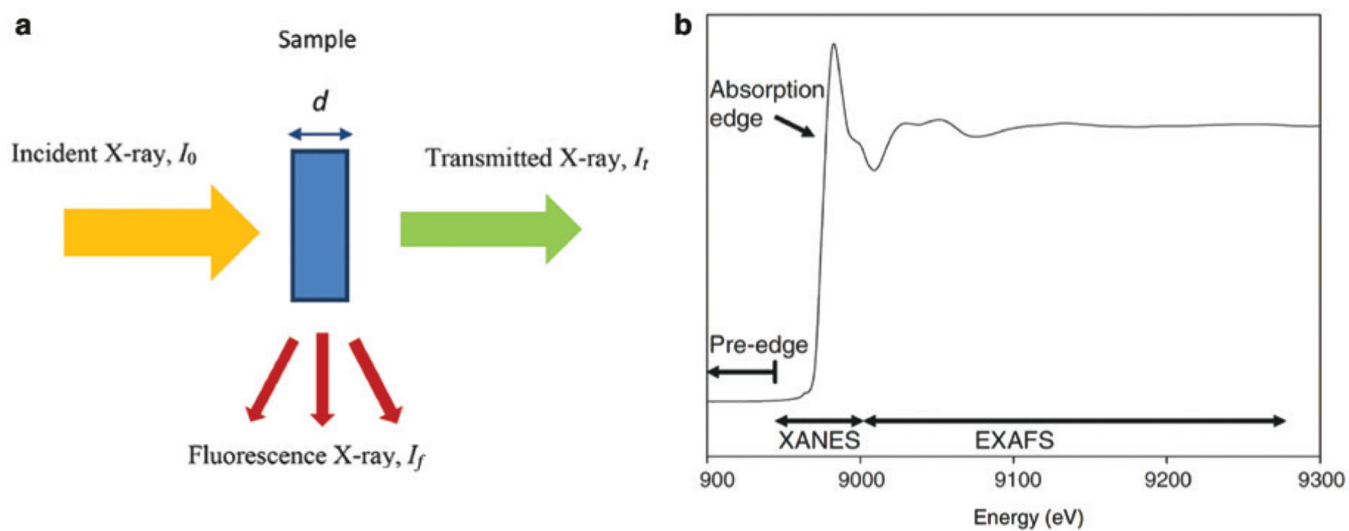 a
Sample
d
Incident X-ray, I0
Transmitted X-ray, It
Fluorescence X-ray, If
b
Absorption
edge
Pre-edge
XANES
EXAFS
900
9000
9100
9200
9300
Energy (eV)